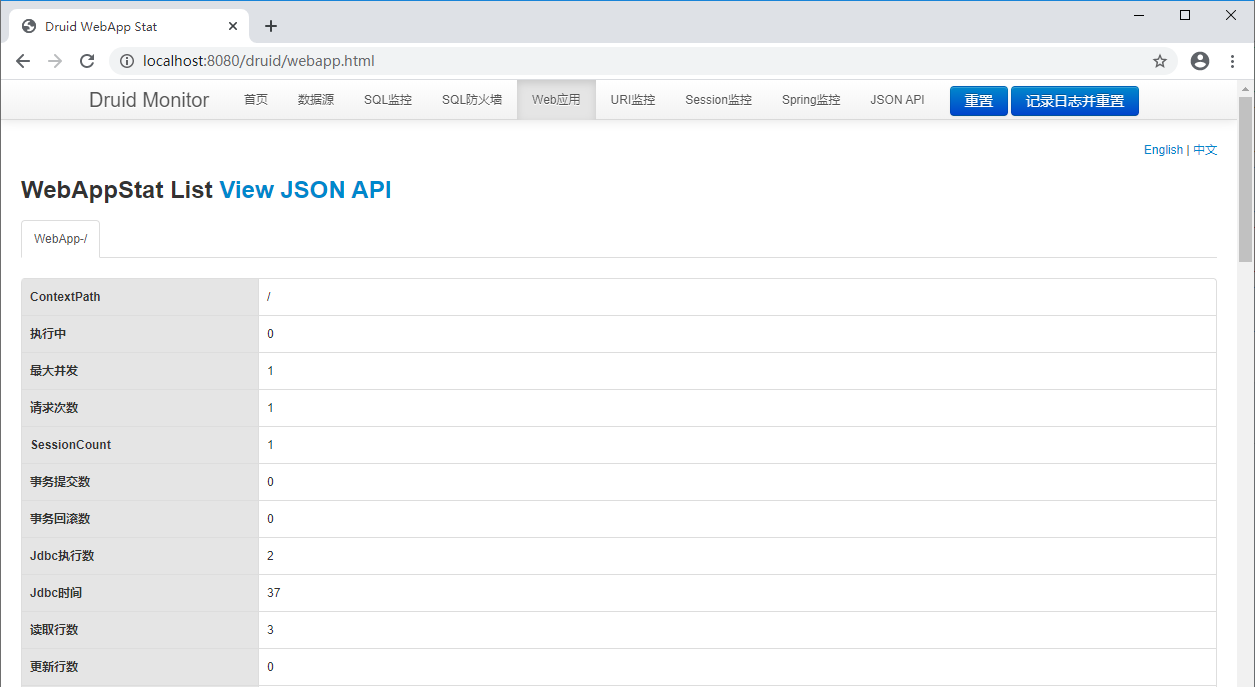 Druid WebApp Stat
localhost:8080/druid/webapp.html
Druid Monitor 首页 数据源 SQL监控 SQL防火墙 Web应用 URI监控 Session监控 Spring监控 JSON API 重置 记录日志并重置
English | 中文
WebAppStat List View JSON API
WebApp-/
ContextPath /
执行中 0
最大并发 1
请求次数 1
SessionCount 1
事务提交数 0
事务回滚数 0
Jdbc执行数 2
Jdbc时间 37
读取行数 3
更新行数 0